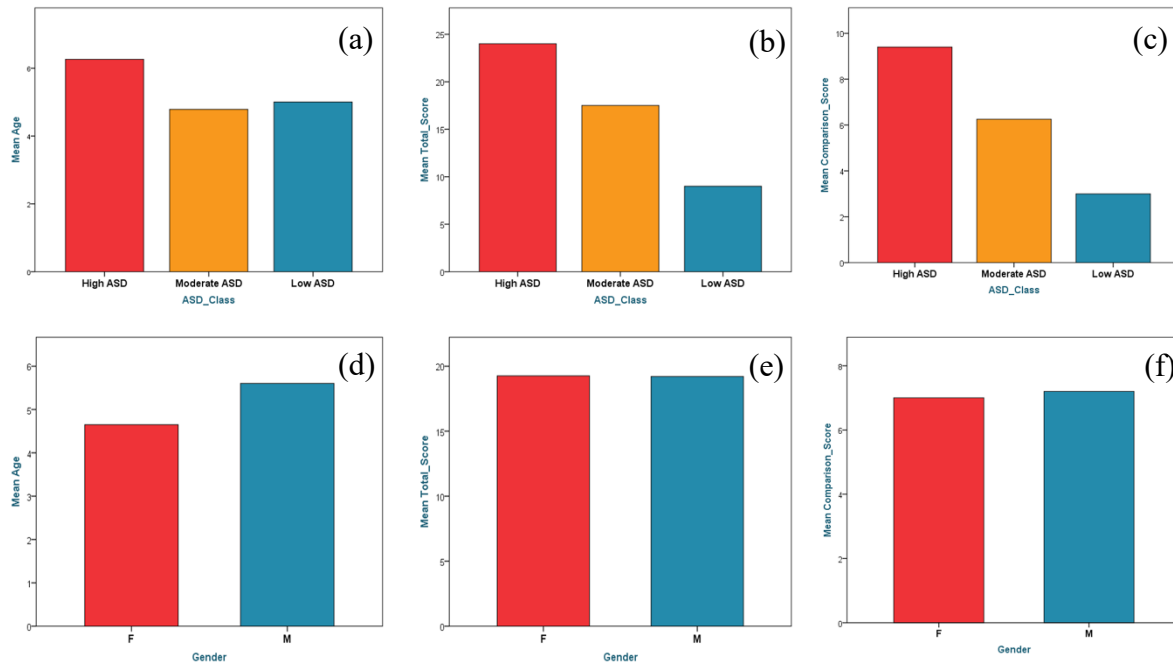 (a)
Mean Age
6
4
2
0
High ASD Moderate ASD Low ASD
ASD_Class
(b)
Mean Total_Score
25
20
15
10
5
0
High ASD Moderate ASD Low ASD
ASD_Class
(c)
Mean Comparison_Score
10
8
6
4
2
0
High ASD Moderate ASD Low ASD
ASD_Class
(d)
Mean Age
6
5
4
3
2
1
0
F M
Gender
(e)
Mean Total_Score
20
15
10
5
0
F M
Gender
(f)
Mean Comparison_Score
8
6
4
2
0
F M
Gender